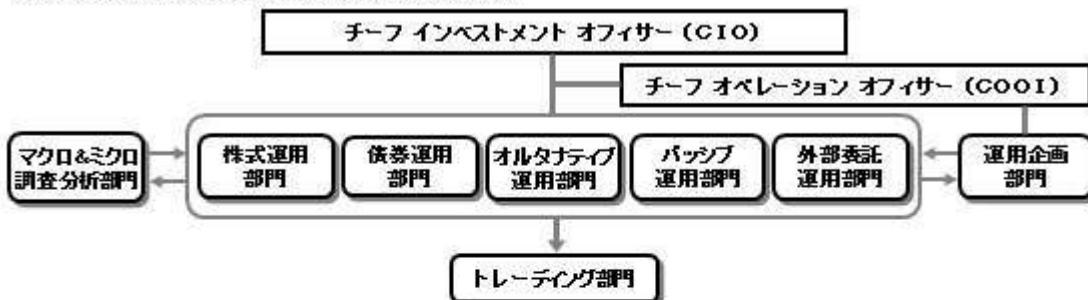 チーフ インベストメント オフィサー (CIO)
チーフ オペレーション オフィサー (COOI)
マクロ&ミクロ
調査分析部門
株式運用
部門
債券運用
部門
オルタナティブ
運用部門
パッシブ
運用部門
外部委託
運用部門
運用企画
部門
トレーディング部門